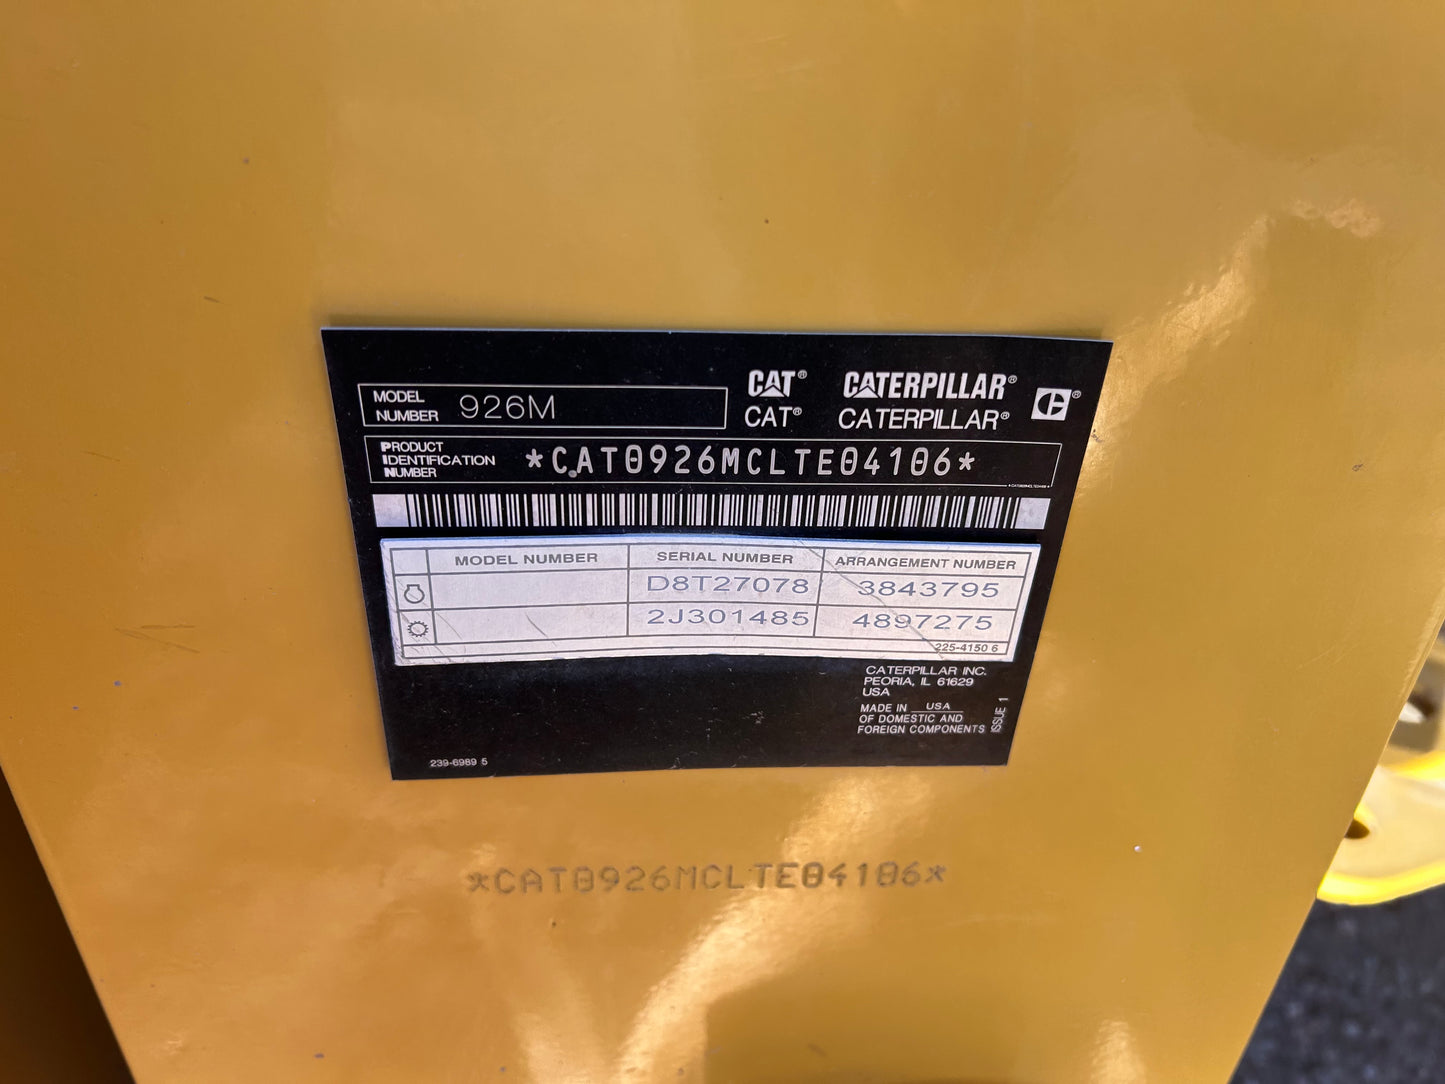 MODEL NUMBER 926M
CAT® CATERPILLAR®
CAT® CATERPILLAR®
PRODUCT IDENTIFICATION NUMBER *CAT0926MCLTE04106*
MODEL NUMBER SERIAL NUMBER ARRANGEMENT NUMBER
D8T27078 3843795
2J301485 4897275
225-4150 6
CATERPILLAR INC.
PEORIA, IL 61629
USA
MADE IN USA
OF DOMESTIC AND
FOREIGN COMPONENTS
ISSUE 1
239-6989 5
*CAT0926MCLTE04106*